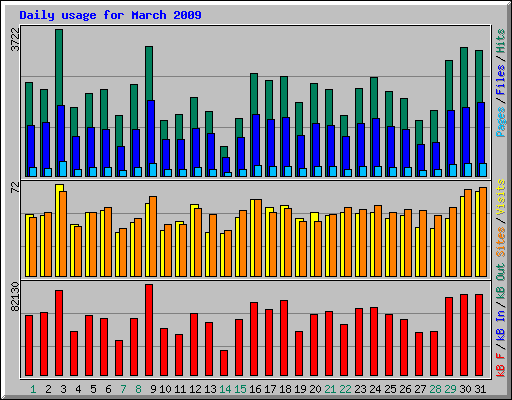 Daily usage for March 2009
3722
72
82130
Pages / Files / Hits
Sites / Visits
kB F / kB In / kB Out
1 2 3 4 5 6 7 8 9 10 11 12 13 14 15 16 17 18 19 20 21 22 23 24 25 26 27 28 29 30 31